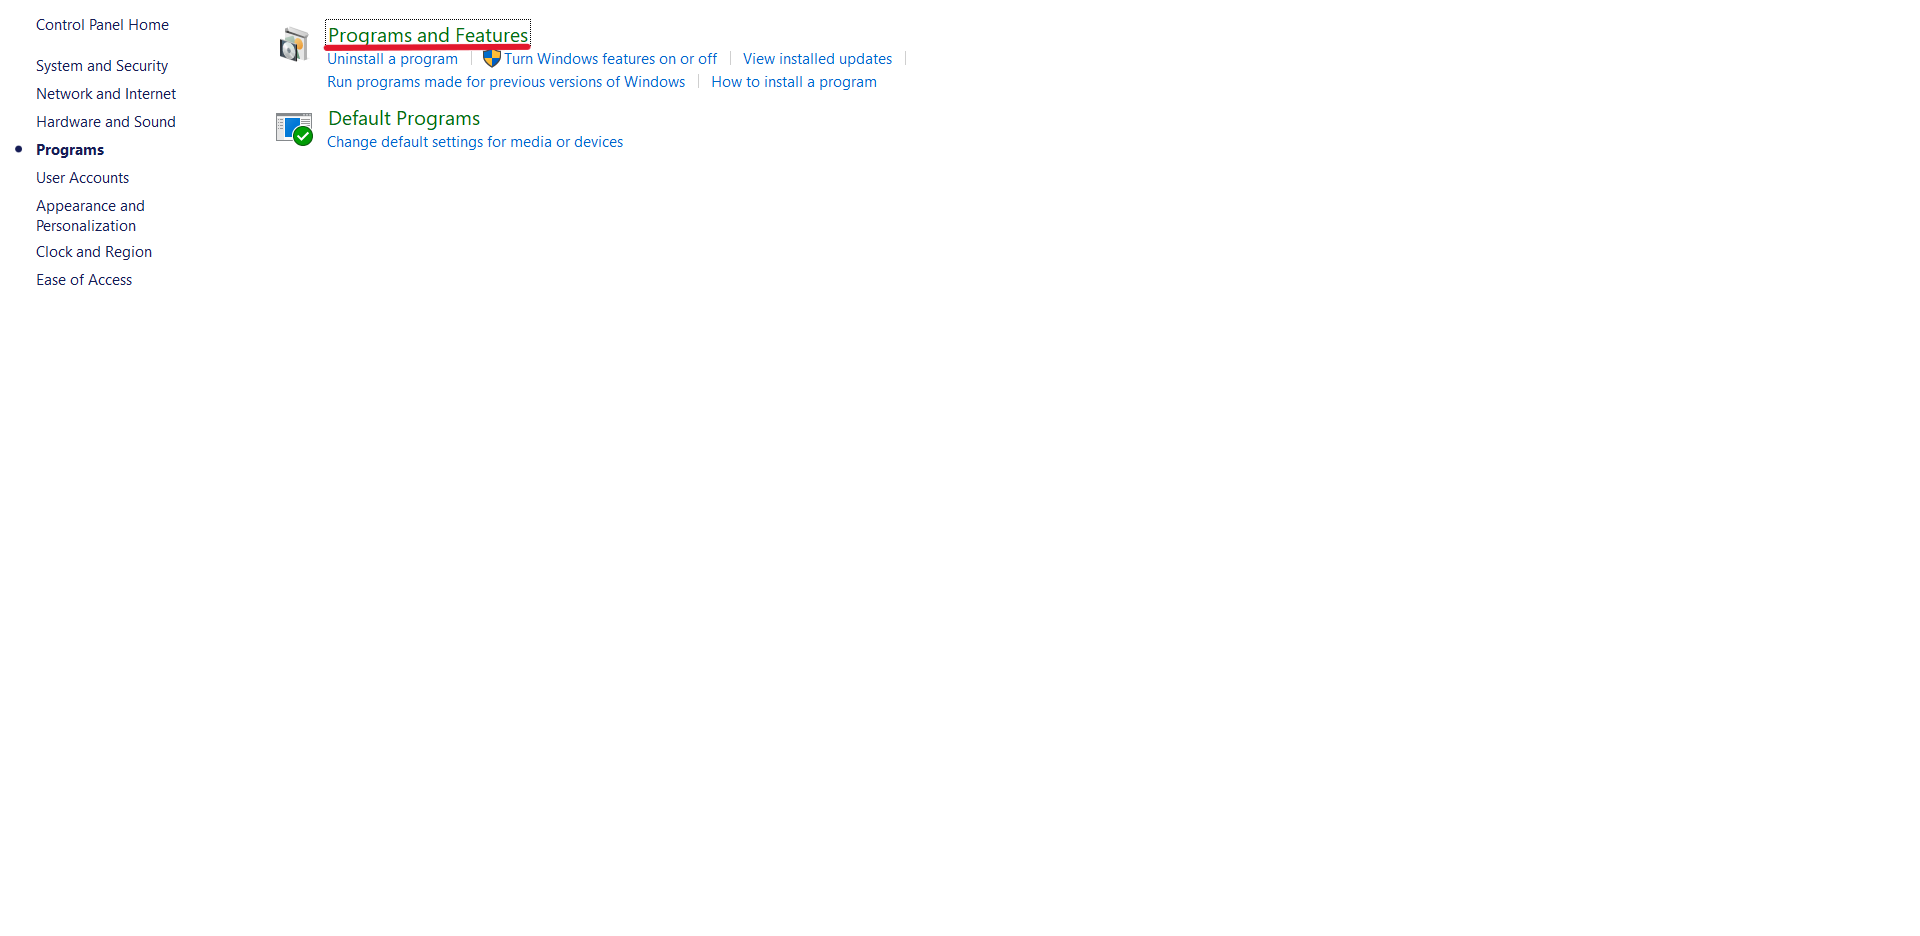 Control Panel Home
System and Security
Network and Internet
Hardware and Sound
Programs
User Accounts
Appearance and
Personalization
Clock and Region
Ease of Access
Programs and Features
Uninstall a program
Turn Windows features on or off
View installed updates
Run programs made for previous versions of Windows
How to install a program
Default Programs
Change default settings for media or devices